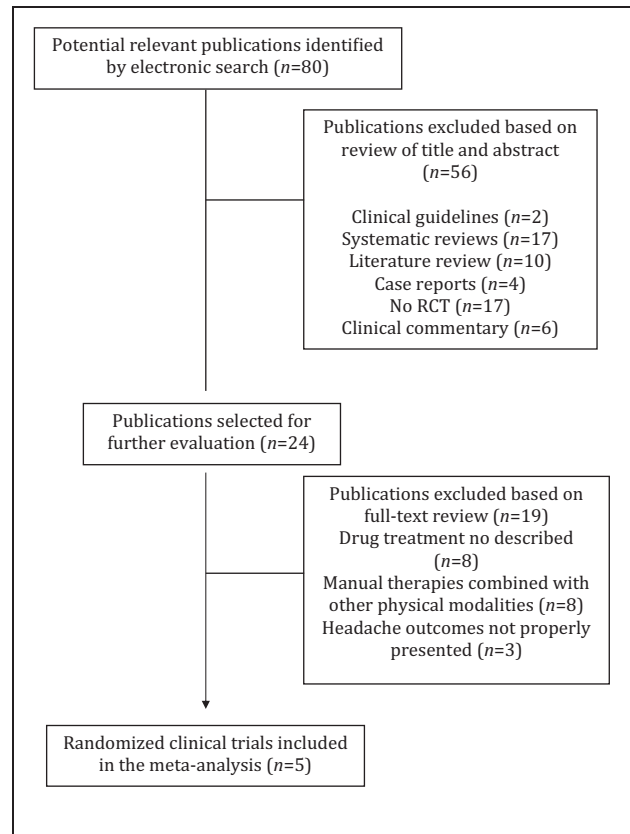 Potential relevant publications identified
by electronic search (n=80)
Publications excluded based on
review of title and abstract
(n=56)
Clinical guidelines (n=2)
Systematic reviews (n=17)
Literature review (n=10)
Case reports (n=4)
No RCT (n=17)
Clinical commentary (n=6)
Publications selected for
further evaluation (n=24)
Publications excluded based on
full-text review (n=19)
Drug treatment no described
(n=8)
Manual therapies combined with
other physical modalities (n=8)
Headache outcomes not properly
presented (n=3)
Randomized clinical trials included
in the meta-analysis (n=5)